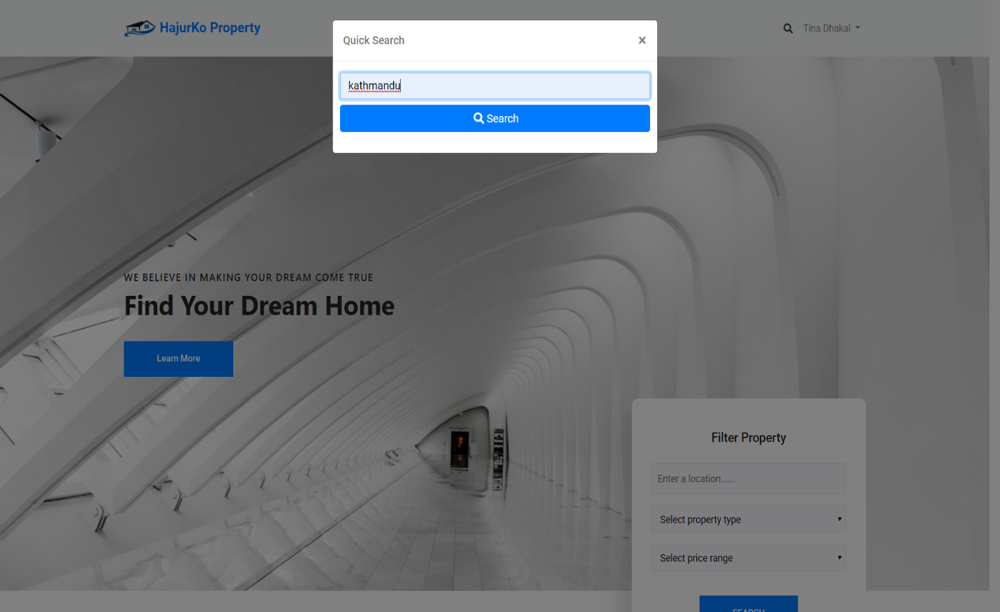 HajurKo Property
Tina Dhakal
Quick Search
×
kathmandu
Search
WE BELIEVE IN MAKING YOUR DREAM COME TRUE
Find Your Dream Home
Learn More
Filter Property
Enter a location......
Select property type
Select price range
SEARCH